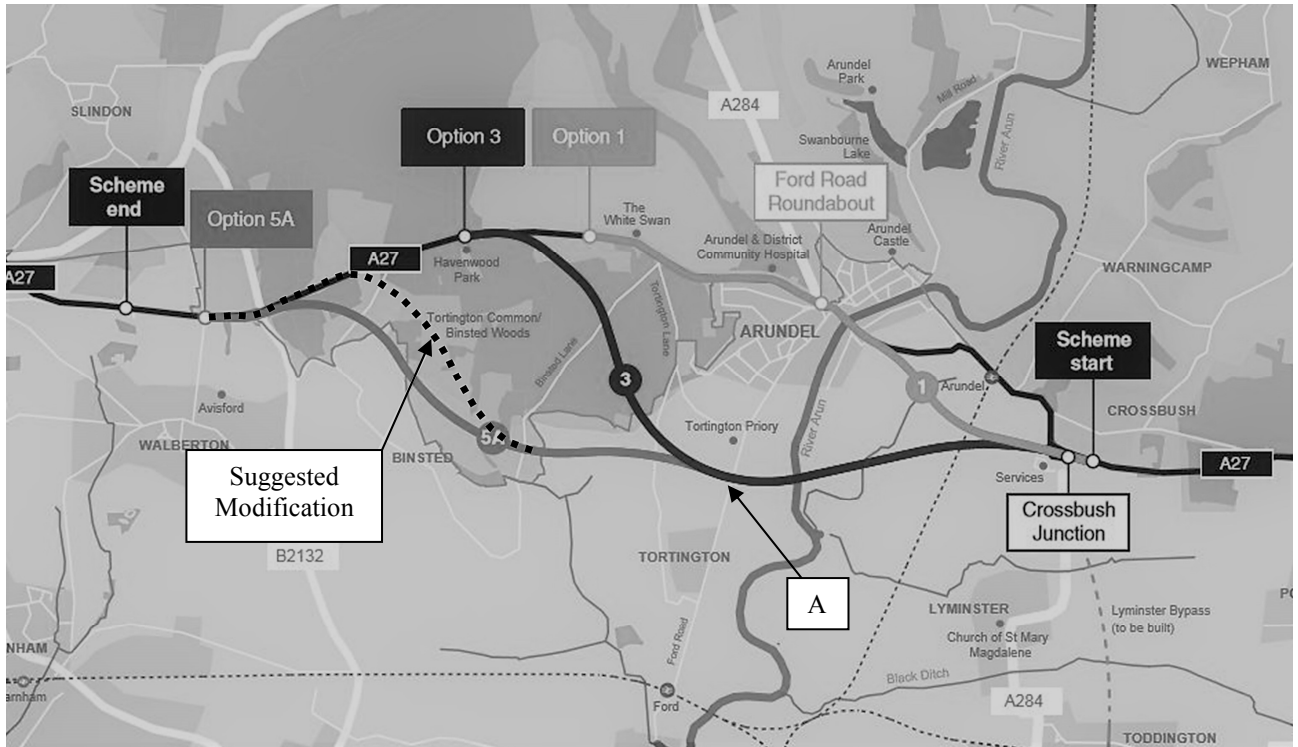 SLINDON
WEPHAM
Arundel
Park
Mill Road
A284
Option 3
Option 1
Swanbourne
Lake
River Arun
Scheme
end
Option 5A
Ford Road
Roundabout
The
White Swan
Arundel
Castle
Arundel & District
Community Hospital
A27
A27
Havenwood
Park
WARNINGCAMP
Tortington Lane
Tortington Common/
Binsted Woods
ARUNDEL
Scheme
start
Binsted Lane
3
1
Arundel
Avisford
CROSSBUSH
Tortington Priory
River Arun
WALBERTON
5A
BINSTED
A27
Services
Suggested
Modification
Crossbush
Junction
B2132
TORTINGTON
A
LYMINSTER
Lyminster Bypass
(to be built)
Church of St Mary
Magdalene
Ford Road
NHAM
arnham
Black Ditch
Ford
A284
TODDINGTON